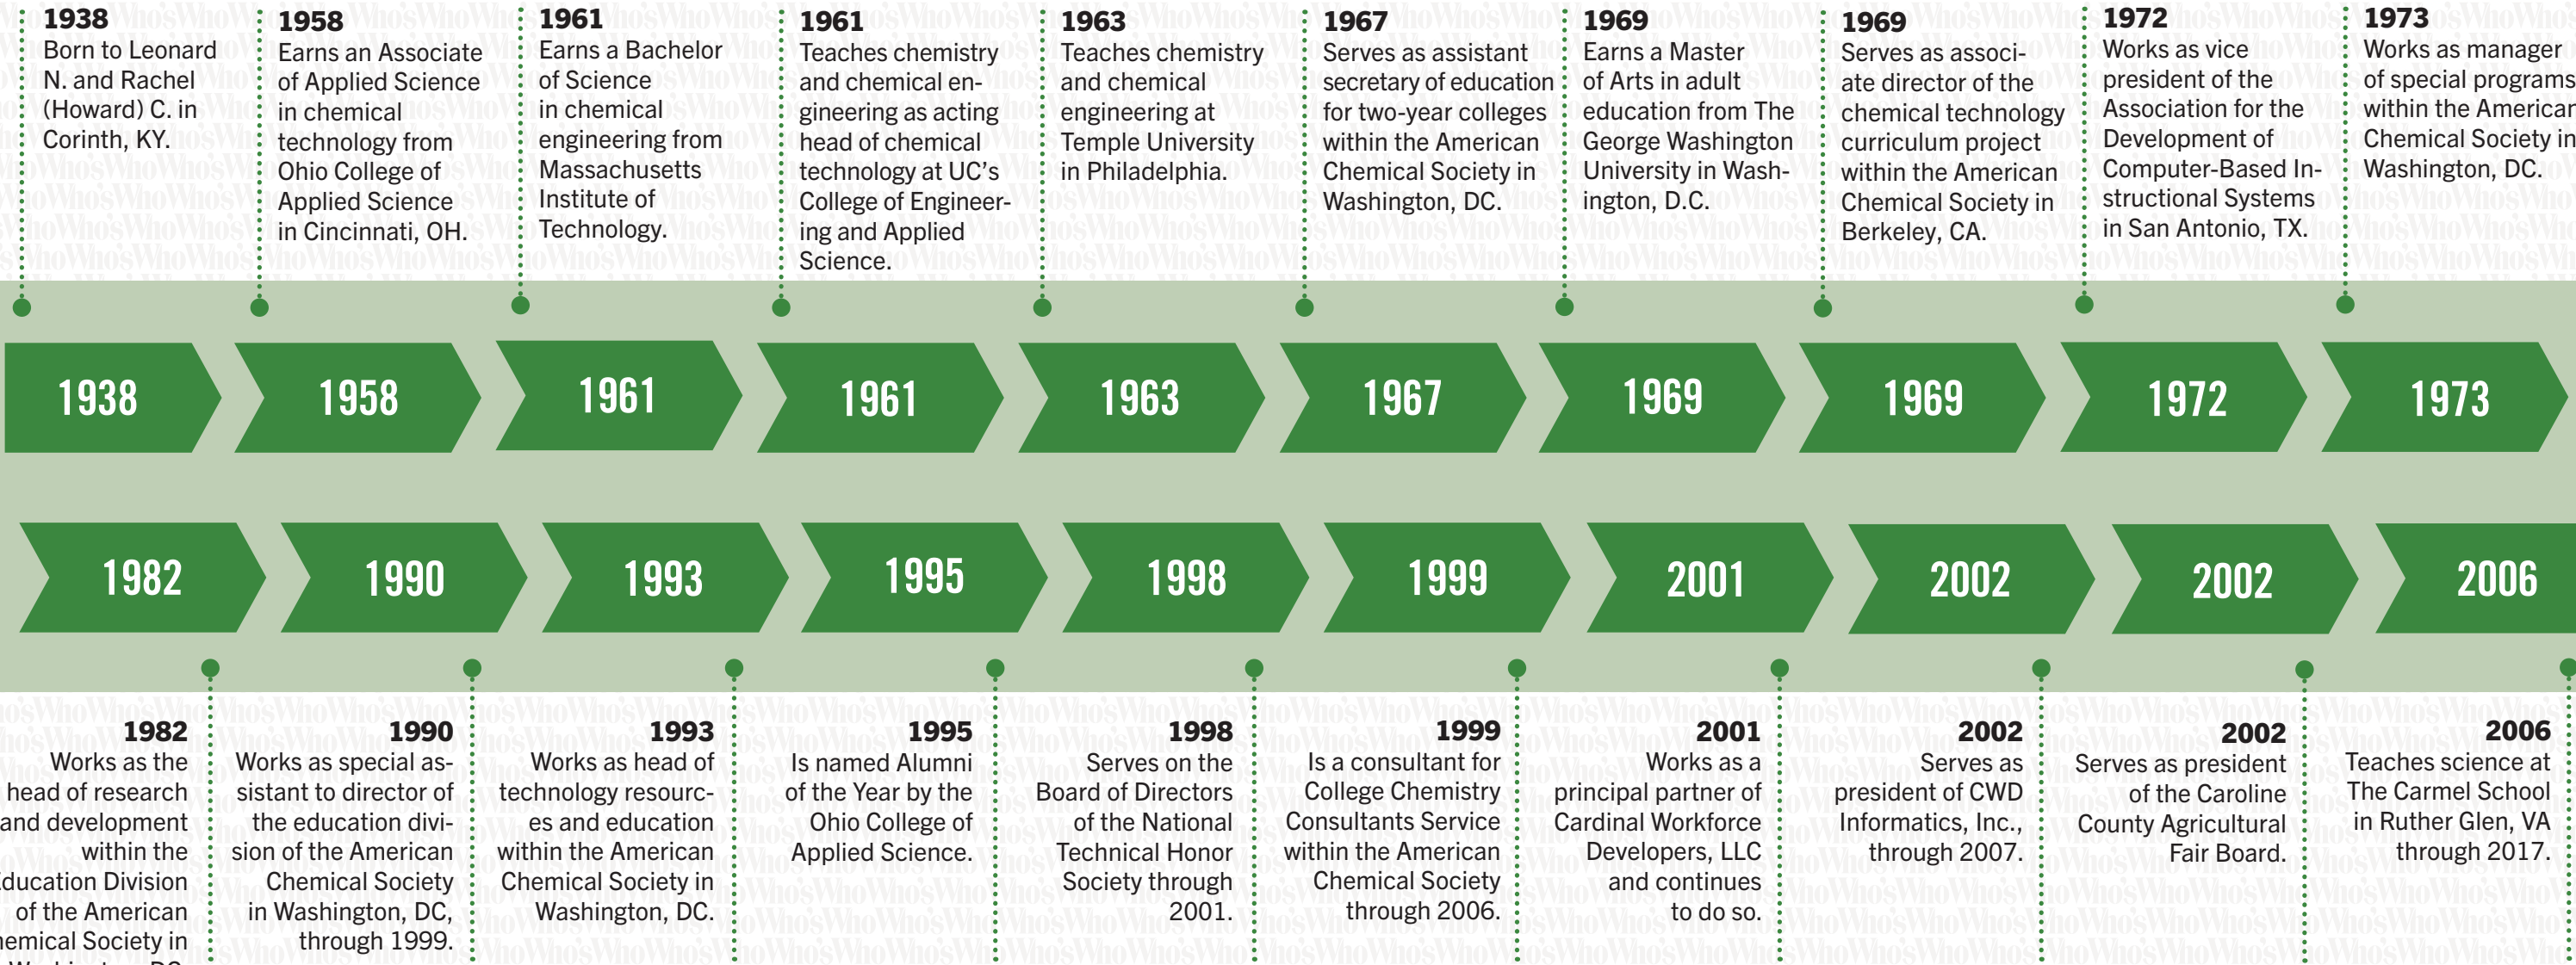 1938
Born to Leonard
N. and Rachel
(Howard) C. in
Corinth, KY.
1958
Earns an Associate
of Applied Science
in chemical
technology from
Ohio College of
Applied Science
in Cincinnati, OH.
1961
Earns a Bachelor
of Science
in chemical
engineering from
Massachusetts
Institute of
Technology.
1961
Teaches chemistry
and chemical en-
gineering as acting
head of chemical
technology at UC's
College of Engineer-
ing and Applied
Science.
1963
Teaches chemistry
and chemical
engineering at
Temple University
in Philadelphia.
1967
Serves as assistant
secretary of education
for two-year colleges
within the American
Chemical Society in
Washington, DC.
1969
Earns a Master
of Arts in adult
education from The
George Washington
University in Wash-
ington, D.C.
1969
Serves as associ-
ate director of the
chemical technology
curriculum project
within the American
Chemical Society in
Berkeley, CA.
1972
Works as vice
president of the
Association for the
Development of
Computer-Based In-
structional Systems
in San Antonio, TX.
1973
Works as manager
of special programs
within the American
Chemical Society in
Washington, DC.
1938
1958
1961
1961
1963
1967
1969
1969
1972
1973
1982
1990
1993
1995
1998
1999
2001
2002
2002
2006
1982
Works as the
head of research
and development
within the
Education Division
of the American
Chemical Society in
1990
Works as special as-
sistant to director of
the education divi-
sion of the American
Chemical Society
in Washington, DC,
through 1999.
1993
Works as head of
technology resourc-
es and education
within the American
Chemical Society in
Washington, DC.
1995
Is named Alumni
of the Year by the
Ohio College of
Applied Science.
1998
Serves on the
Board of Directors
of the National
Technical Honor
Society through
2001.
1999
Is a consultant for
College Chemistry
Consultants Service
within the American
Chemical Society
through 2006.
2001
Works as a
principal partner of
Cardinal Workforce
Developers, LLC
and continues
to do so.
2002
Serves as
president of CWD
Informatics, Inc.,
through 2007.
2002
Serves as president
of the Caroline
County Agricultural
Fair Board.
2006
Teaches science at
The Carmel School
in Ruther Glen, VA
through 2017.